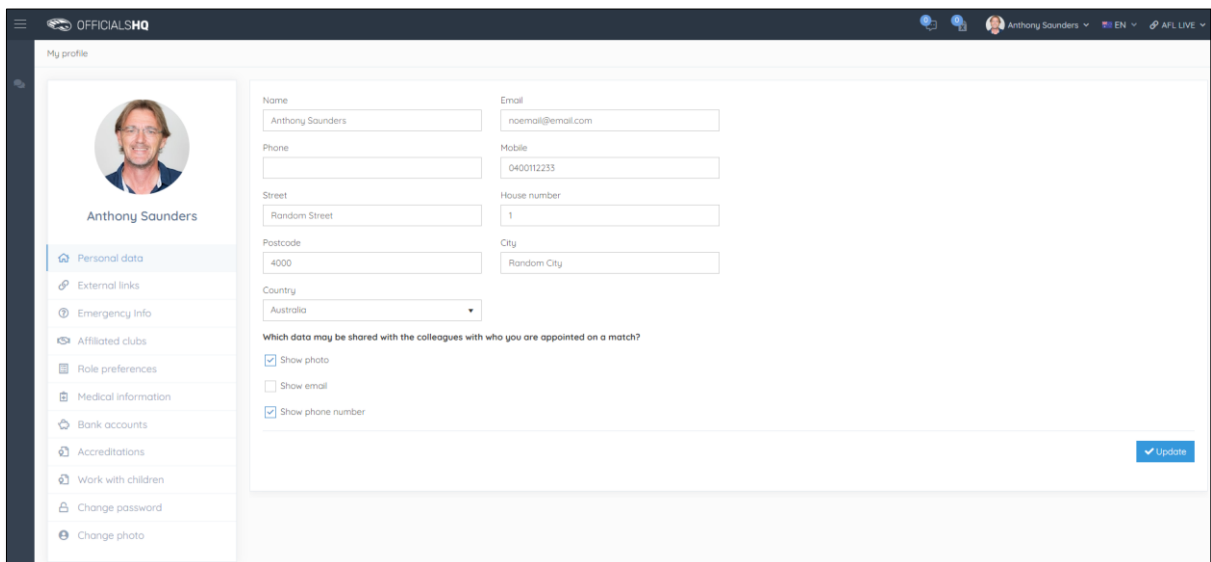 OFFICIALSHQ
0
0
Anthony Saunders
EN
AFL LIVE
My profile
Anthony Saunders
Personal data
External links
Emergency Info
Affiliated clubs
Role preferences
Medical information
Bank accounts
Accreditations
Work with children
Change password
Change photo
Name
Email
Anthony Saunders
noemail@email.com
Phone
Mobile
0400112233
Street
House number
Random Street
1
Postcode
City
4000
Random City
Country
Australia
Which data may be shared with the colleagues with who you are appointed on a match?
Show photo
Show email
Show phone number
Update